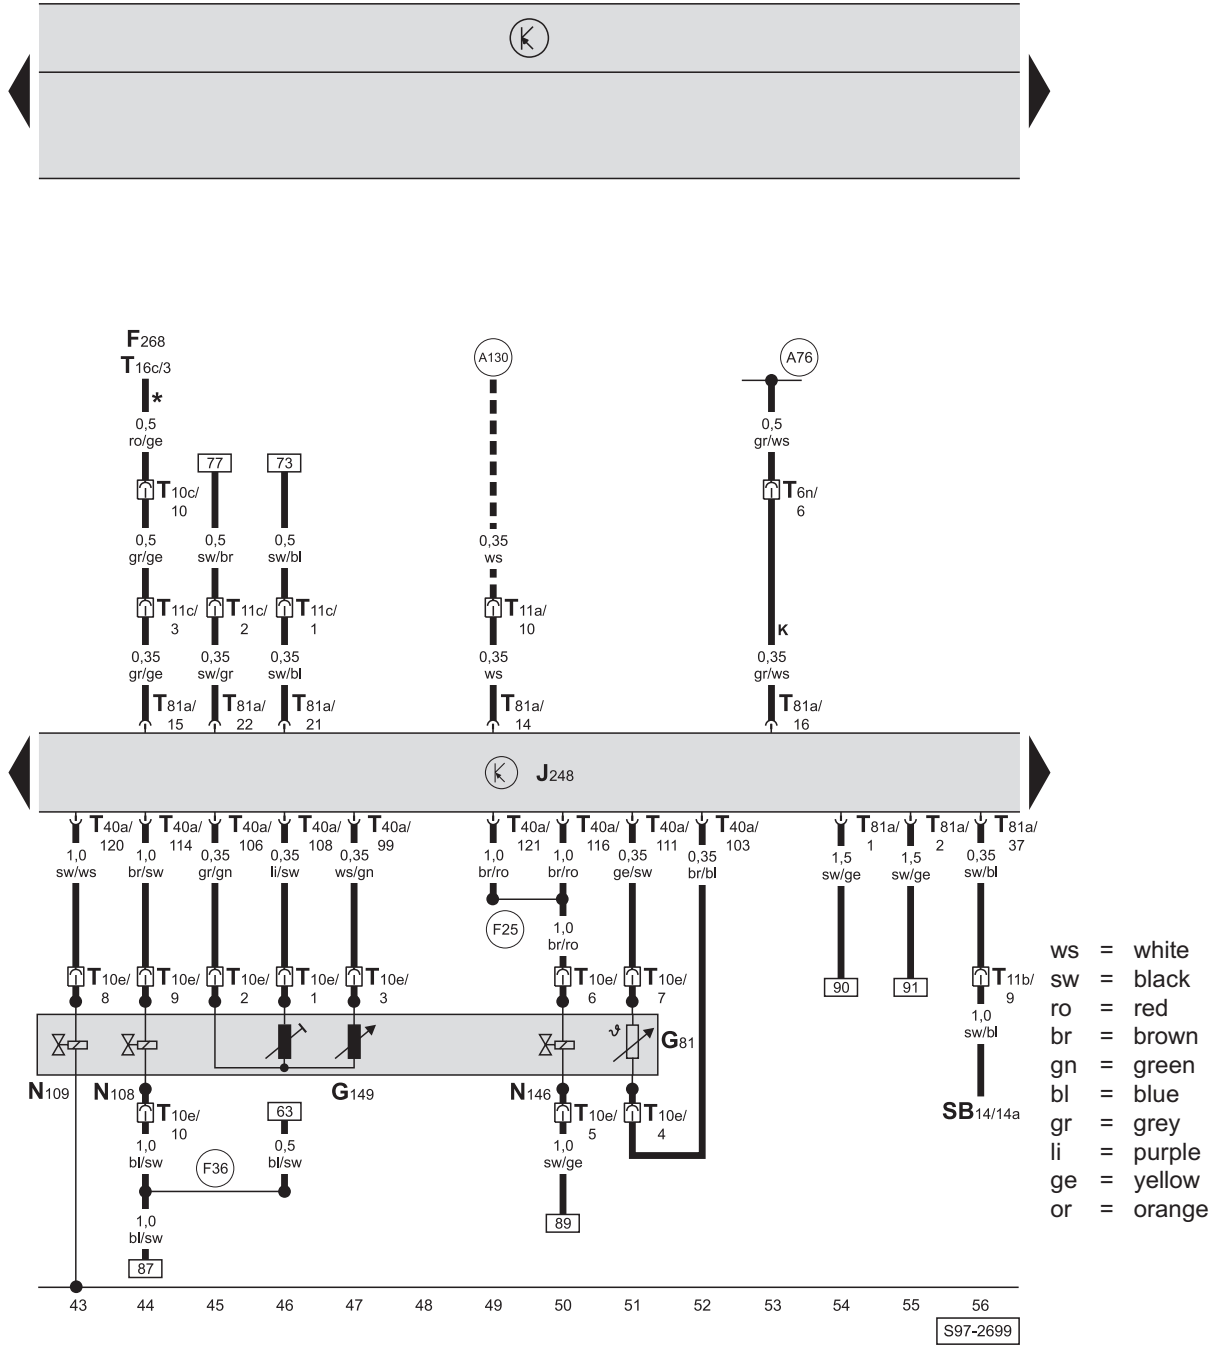 F268
T16c/3
*
0,5
ro/ge
T10c/
10
77
73
A130
A76
0,5
gr/ws
T6n/
6
0,5
gr/ge
0,5
sw/br
0,5
sw/bl
0,35
ws
T11c/
3
T11c/
2
T11c/
1
T11a/
10
K
0,35
gr/ge
0,35
sw/gr
0,35
sw/bl
0,35
ws
0,35
gr/ws
T81a/
15
T81a/
22
T81a/
21
T81a/
14
T81a/
16
J248
T40a/
120
T40a/
114
T40a/
106
T40a/
108
T40a/
99
T40a/
121
T40a/
116
T40a/
111
T40a/
103
T81a/
1
T81a/
2
T81a/
37
1,0
sw/ws
1,0
br/sw
0,35
gr/gn
0,35
li/sw
0,35
ws/gn
1,0
br/ro
1,0
br/ro
0,35
ge/sw
0,35
br/bl
1,5
sw/ge
1,5
sw/ge
0,35
sw/bl
F25
1,0
br/ro
T10e/
8
T10e/
9
T10e/
2
T10e/
1
T10e/
3
T10e/
6
T10e/
7
90
91
T11b/
9
1,0
sw/bl
G81
N109
N108
G149
N146
SB14/14a
T10e/
10
63
T10e/
5
T10e/
4
1,0
bl/sw
F36
0,5
bl/sw
1,0
sw/ge
1,0
bl/sw
89
87
43 44 45 46 47 48 49 50 51 52 53 54 55 56
S97-2699
ws = white
sw = black
ro = red
br = brown
gn = green
bl = blue
gr = grey
li = purple
ge = yellow
or = orange